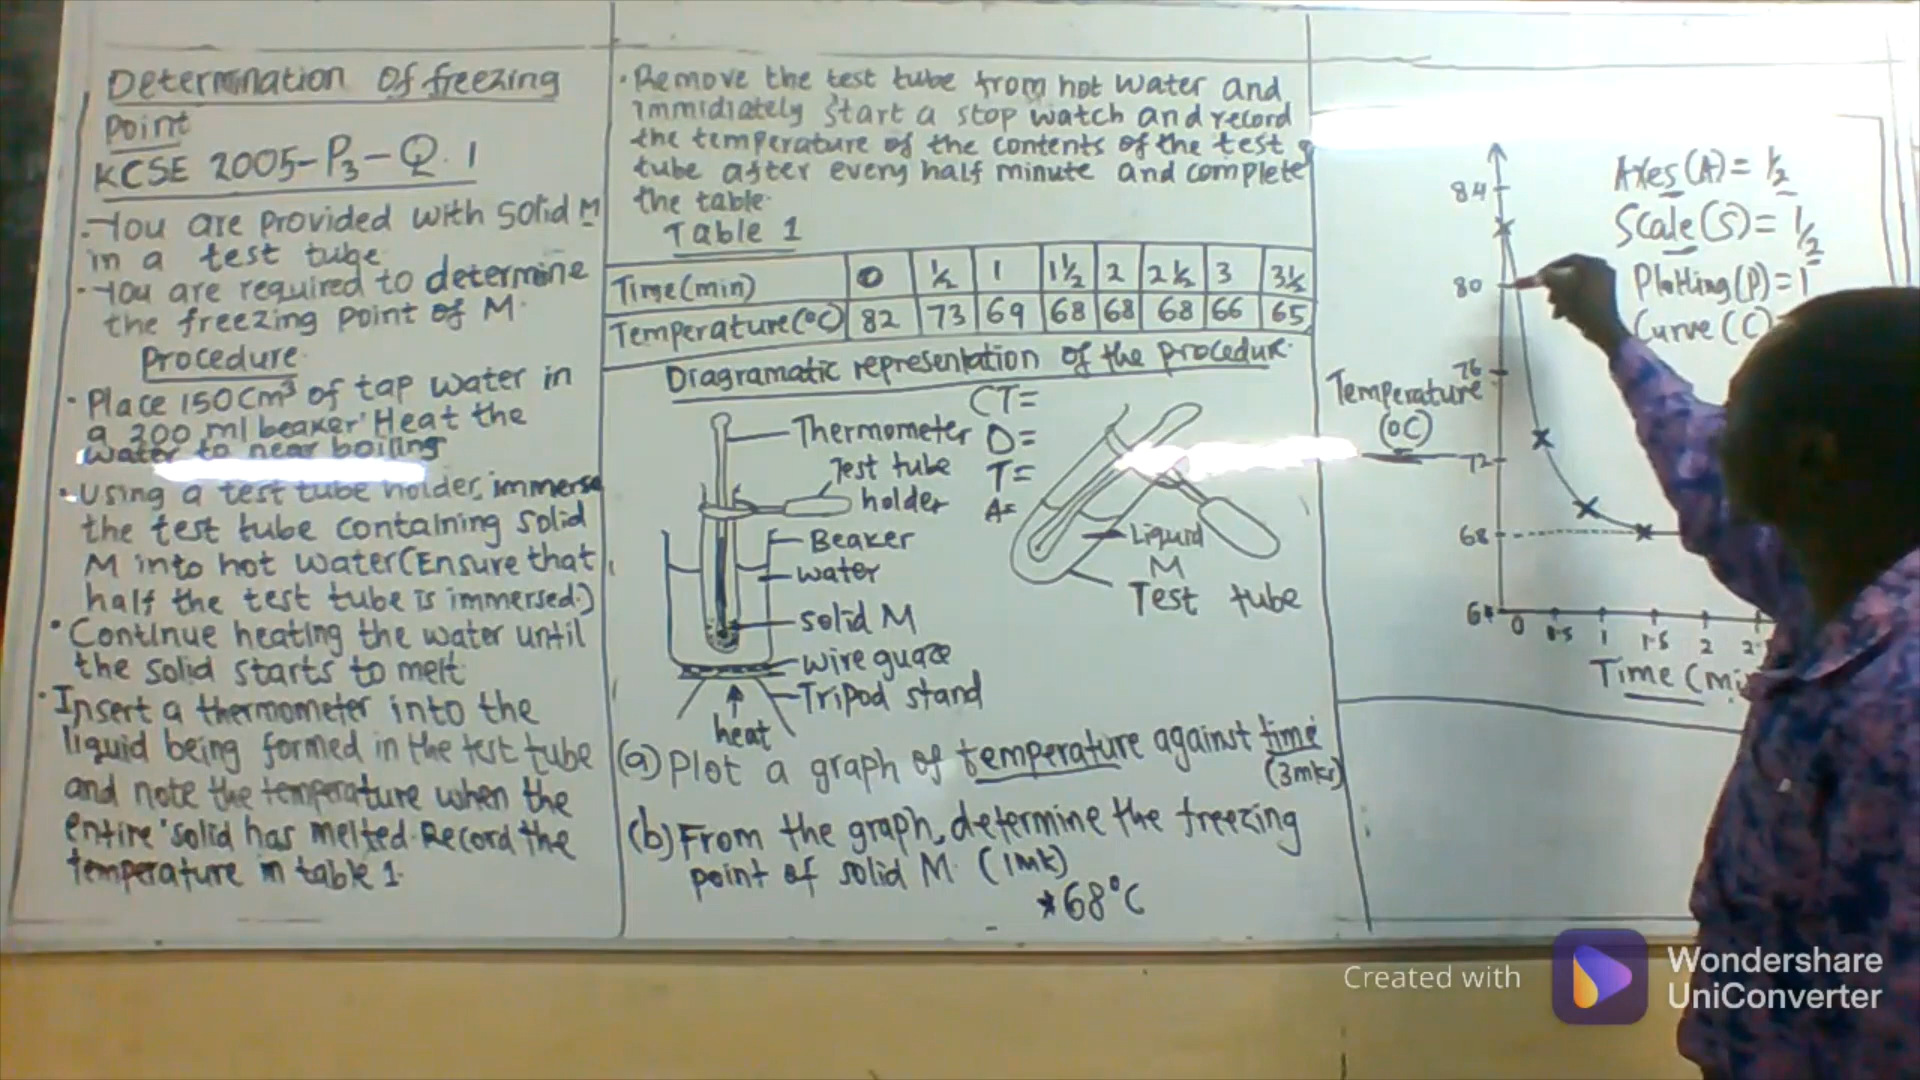 Determination of freezing
point
KCSE 2005-P3-Q.1
·You are provided with solid M
in a test tube
·You are required to determine
the freezing point of M.
Procedure
·Place 150cm³ of tap water in
a 200 ml beaker. Heat the
water to near boiling
·Using a test tube holder, immerse
the test tube containing solid
M into hot water (Ensure that
half the test tube is immersed.)
·Continue heating the water until
the solid starts to melt.
·Insert a thermometer into the
liquid being formed in the test tube
and note the temperature when the
entire solid has melted. Record the
temperature in table 1.
·Remove the test tube from hot water and
immidiately start a stop watch and record
the temperature of the contents of the test
tube after every half minute and complete
the table.
Table 1
Time(min) 0 ½ 1 1½ 2 2½ 3 3½
Temperature(°C) 82 73 69 68 68 68 66 65
Diagramatic representation of the procedure.
CT=
D=
T=
A=
Thermometer
Test tube
holder
Beaker
water
solid M
wire guaze
Tripod stand
heat
Liquid
M
Test tube
(a) Plot a graph of temperature against time
(3mks)
(b) From the graph, determine the freezing
point of solid M. (1mk)
*68°C
Axes(A) = ½
Scale(S) = ½
Plotting(P) = 1
Curve (C)
Temperature
(°C)
84
80
76
72
68
64
0 0.5 1 1.5 2
Time (mi
Created with
Wondershare
UniConverter